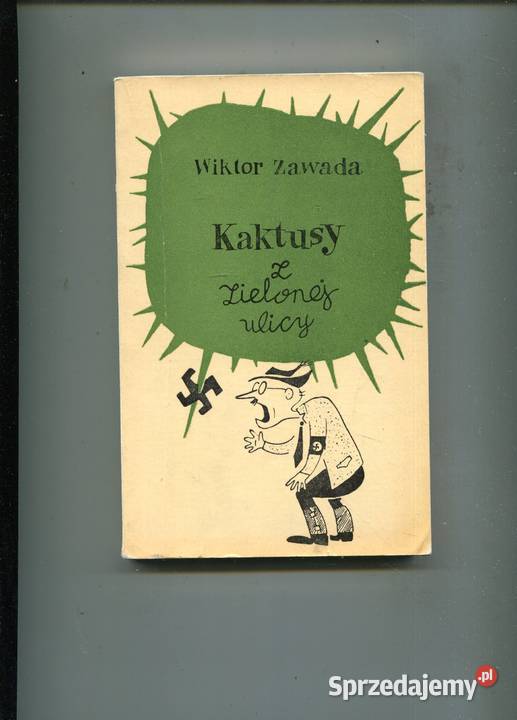 Wiktor Zawada
Kaktusy
z
zielonej
ulicy
Sprzedajemy.pl